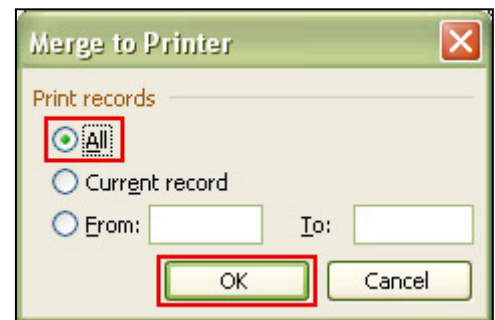 Merge to Printer
Print records
All
Current record
From: To:
OK Cancel